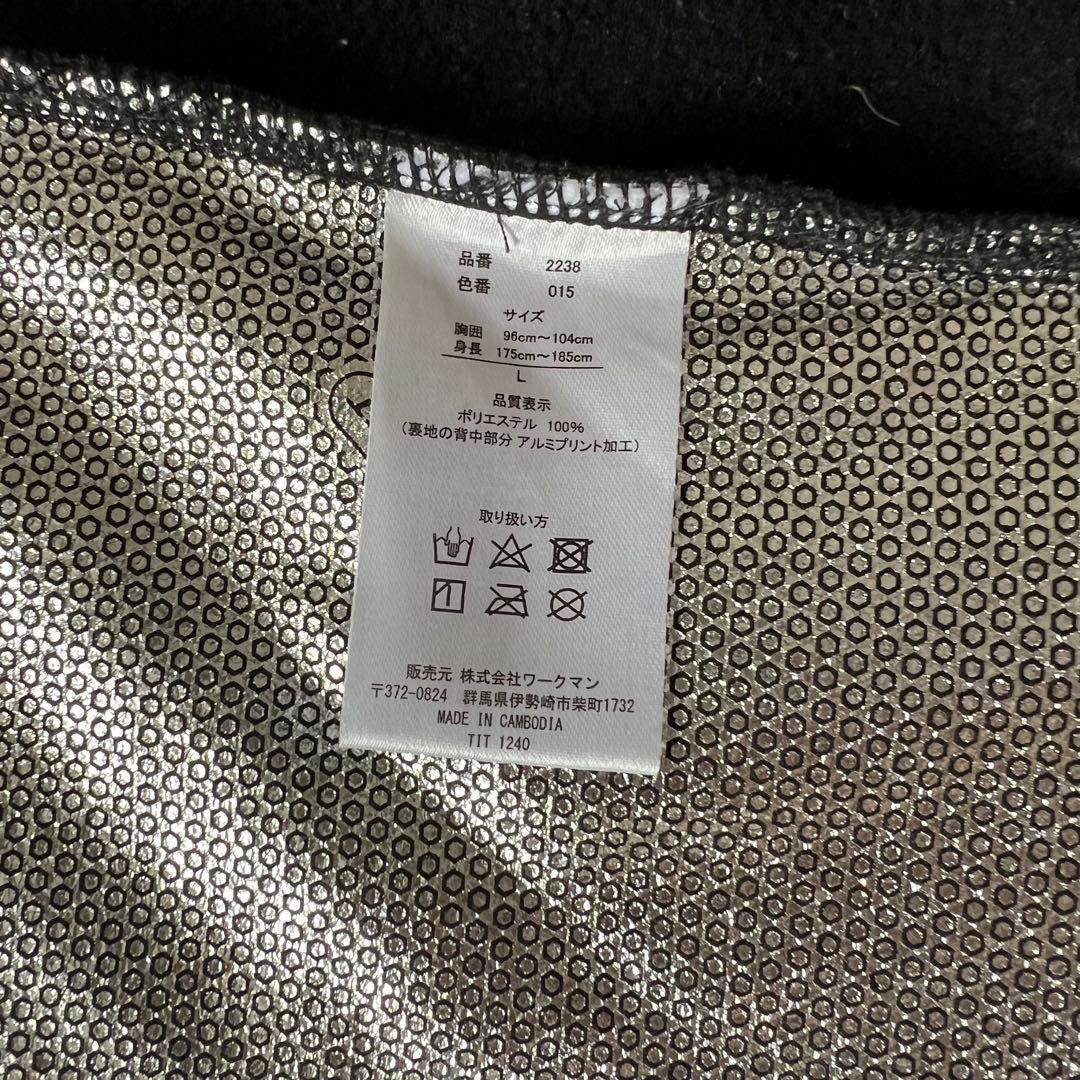 品番 2238
色番 015
サイズ
胸囲 96cm～104cm
身長 175cm～185cm
L
品質表示
ポリエステル 100%
(裏地の背中部分 アルミプリント加工)
取り扱い方
販売元 株式会社ワークマン
〒372-0824 群馬県伊勢崎市柴町1732
MADE IN CAMBODIA
TIT 1240